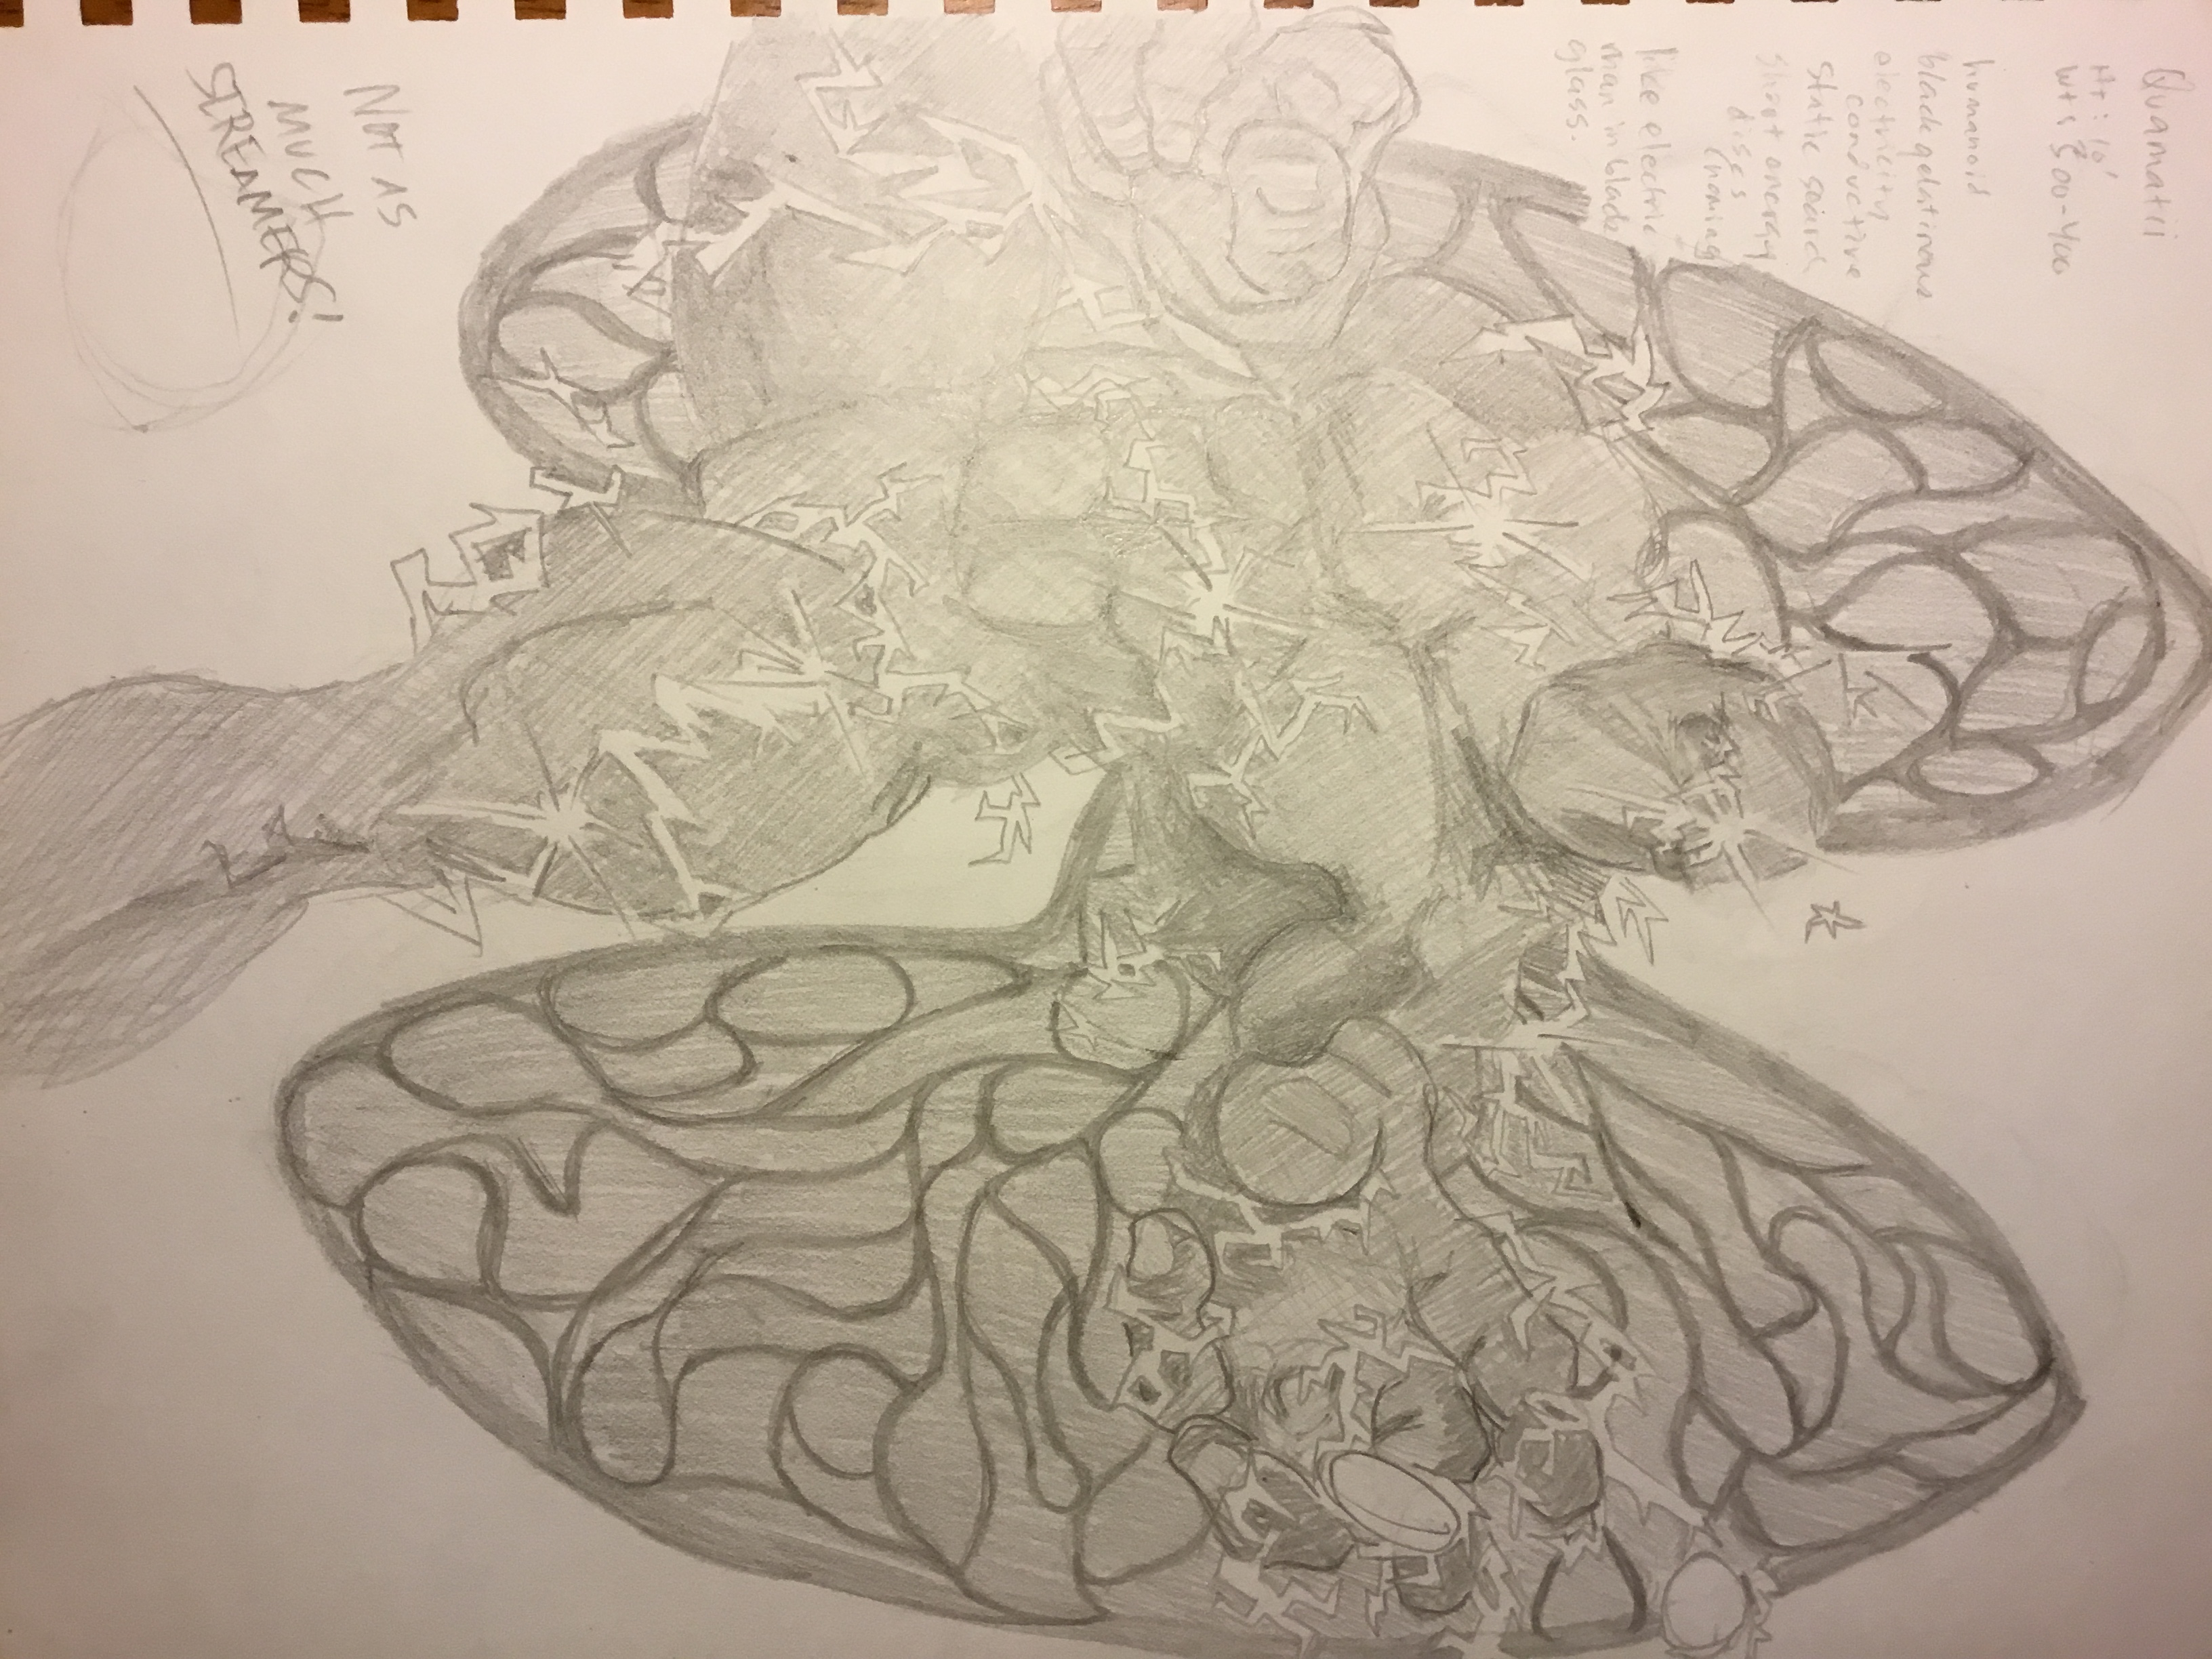 Quamatii
Ht: 10'
Wt: 300-400
humanoid
black gelatinous
electricity
conductive
static
shoot energy
discs
(homing)
like electric
man in black
glass.
NOT AS
MUCH
STREAMERS!